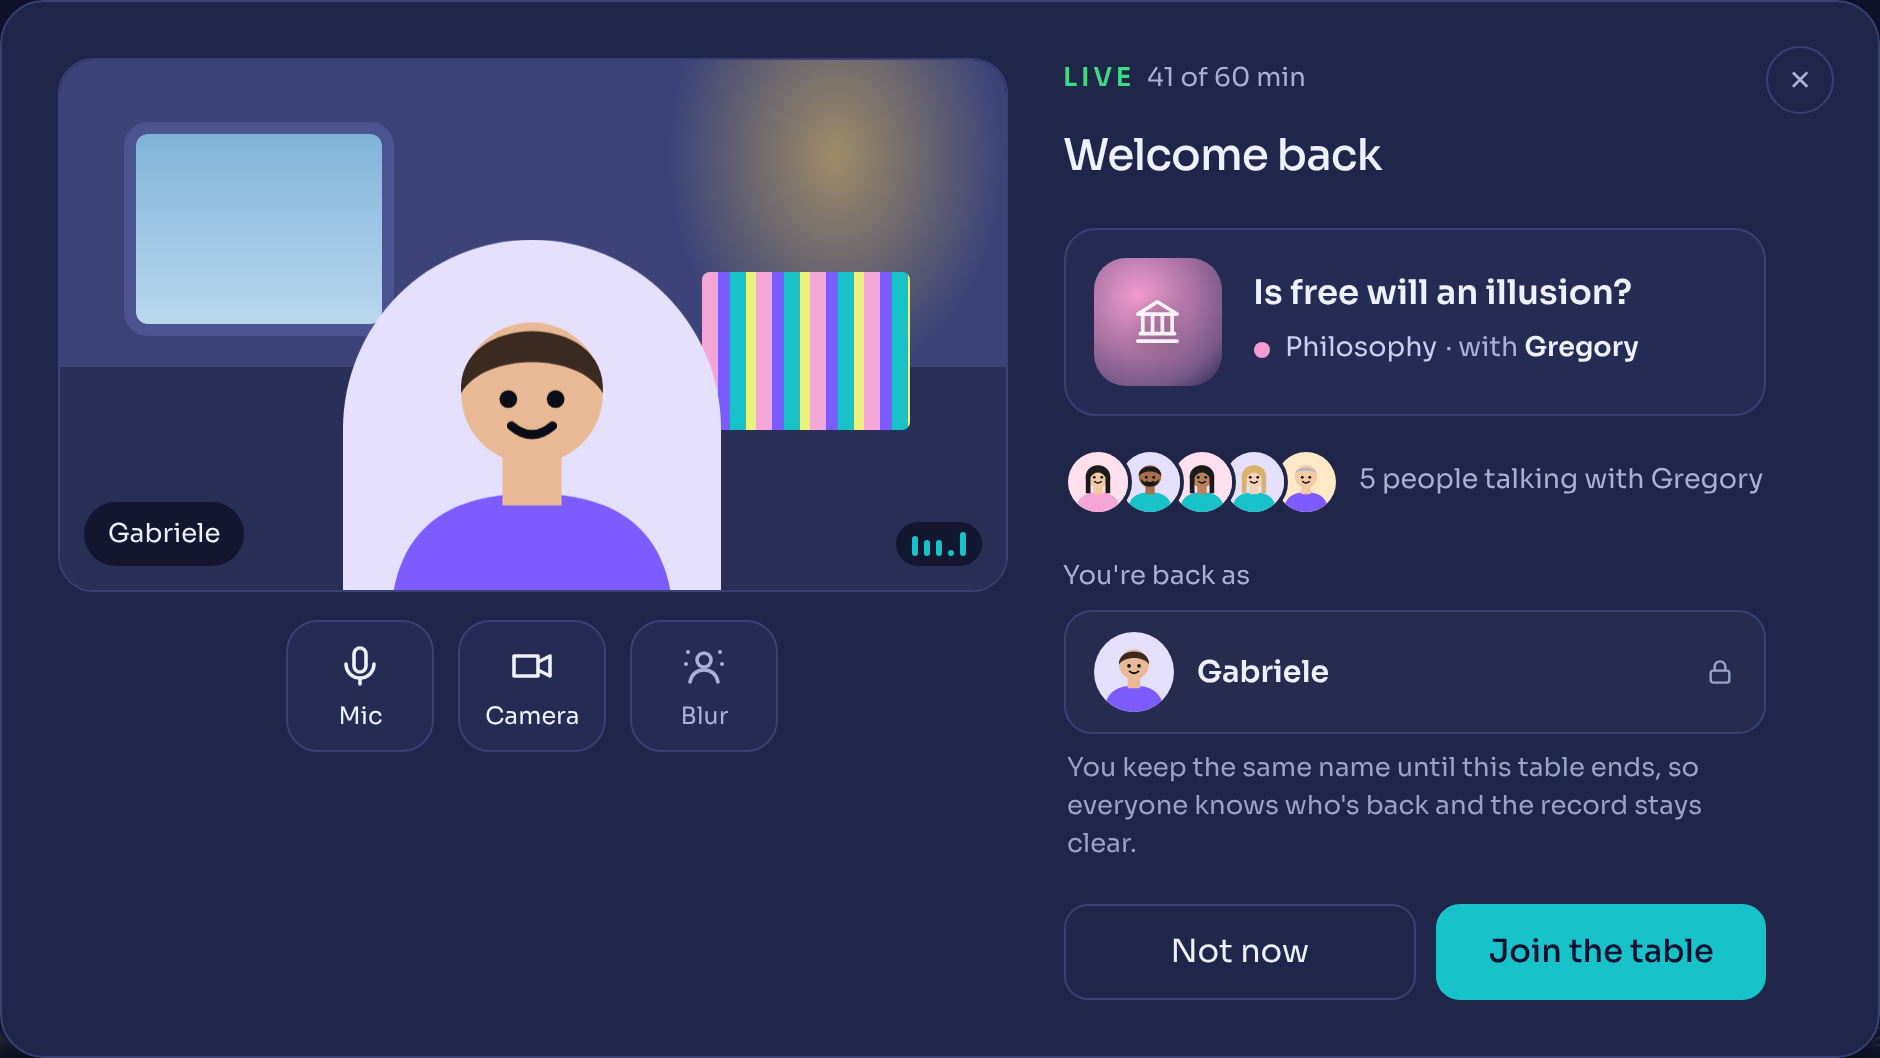 LIVE 41 of 60 min
Welcome back
Is free will an illusion?
Philosophy · with Gregory
5 people talking with Gregory
You're back as
Gabriele
You keep the same name until this table ends, so
everyone knows who's back and the record stays
clear.
Not now
Join the table
Gabriele
Mic
Camera
Blur